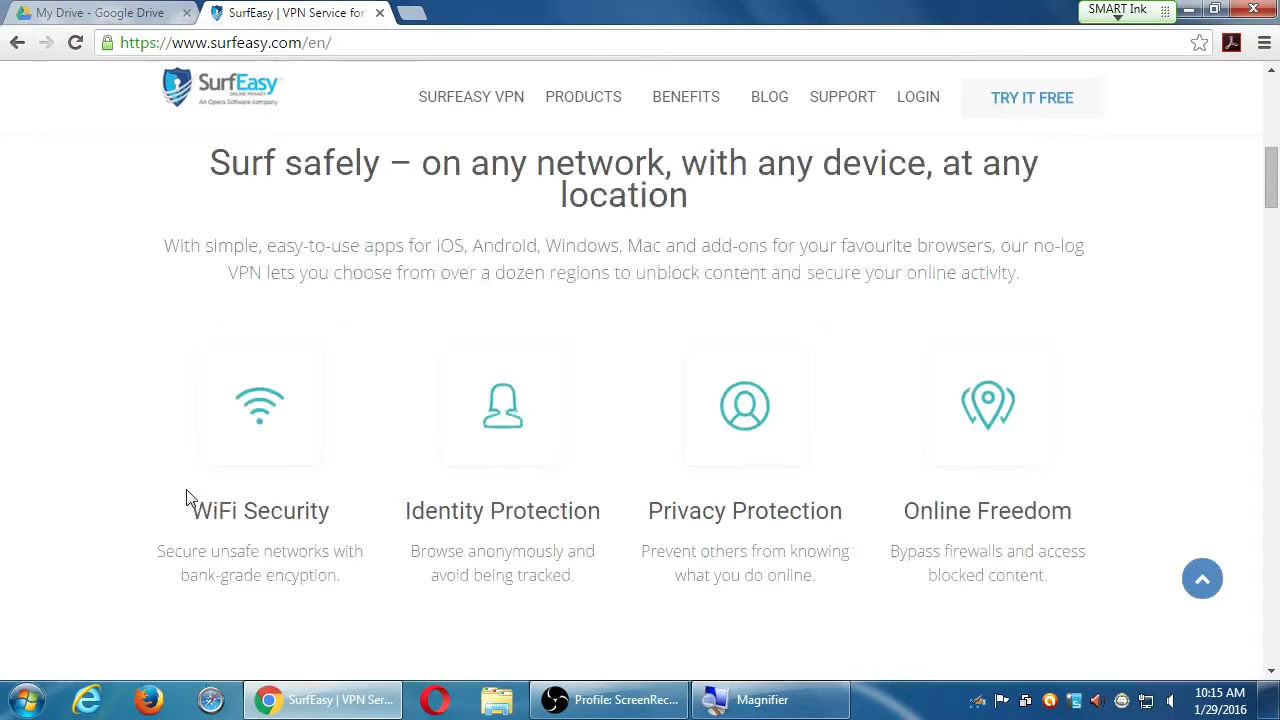 My Drive - Google Drive
SurfEasy | VPN Service for
SMART Ink
https://www.surfeasy.com/en/
SurfEasy
ONLINE PRIVACY
An Opera Software company
SURFEASY VPN PRODUCTS BENEFITS BLOG SUPPORT LOGIN TRY IT FREE
Surf safely – on any network, with any device, at any
location
With simple, easy-to-use apps for iOS, Android, Windows, Mac and add-ons for your favourite browsers, our no-log
VPN lets you choose from over a dozen regions to unblock content and secure your online activity.
WiFi Security
Secure unsafe networks with
bank-grade encyption.
Identity Protection
Browse anonymously and
avoid being tracked.
Privacy Protection
Prevent others from knowing
what you do online.
Online Freedom
Bypass firewalls and access
blocked content.
SurfEasy | VPN Ser...
Profile: ScreenRec...
Magnifier
10:15 AM
1/29/2016